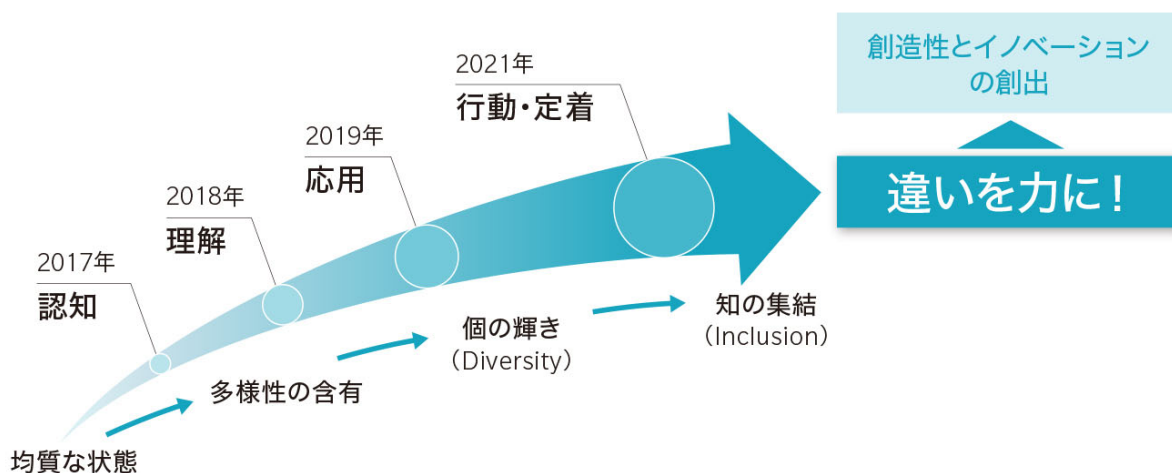 2017年
認知
2018年
理解
2019年
応用
2021年
行動・定着
均質な状態
多様性の含有
個の輝き
(Diversity)
知の集結
(Inclusion)
創造性とイノベーション
の創出
違いを力に!